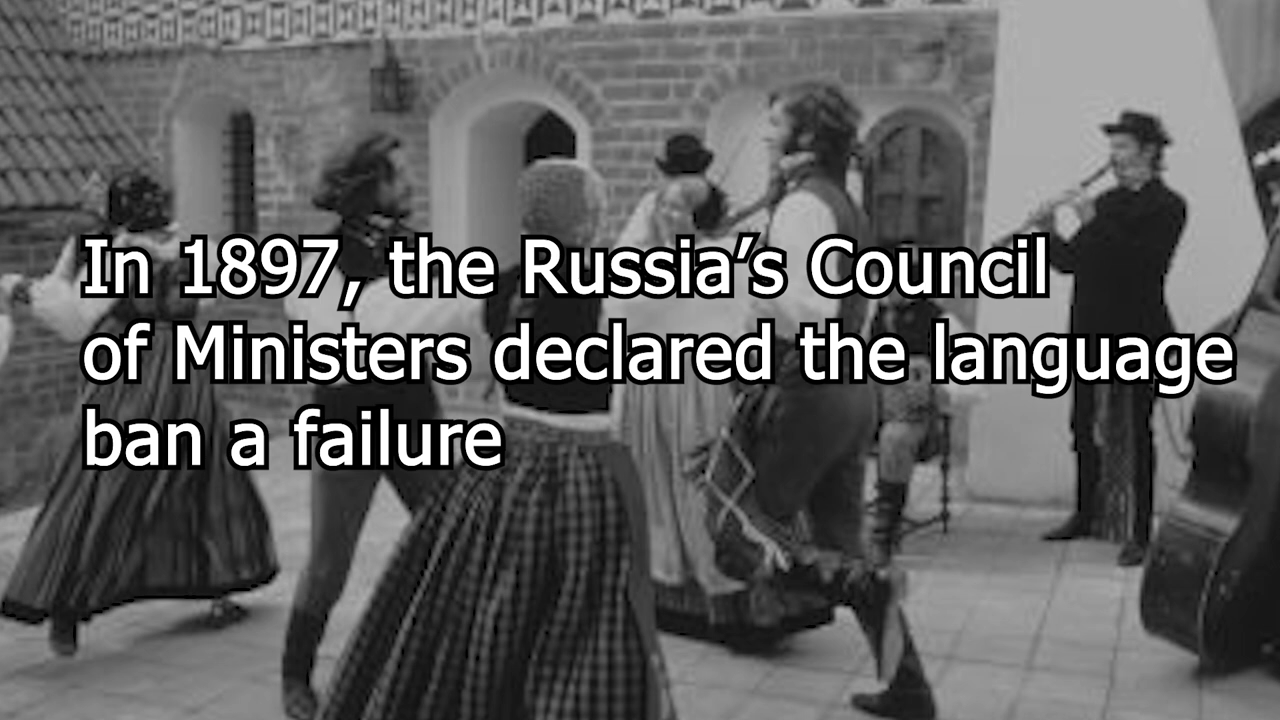 In 1897, the Russia’s Council
of Ministers declared the language
ban a failure